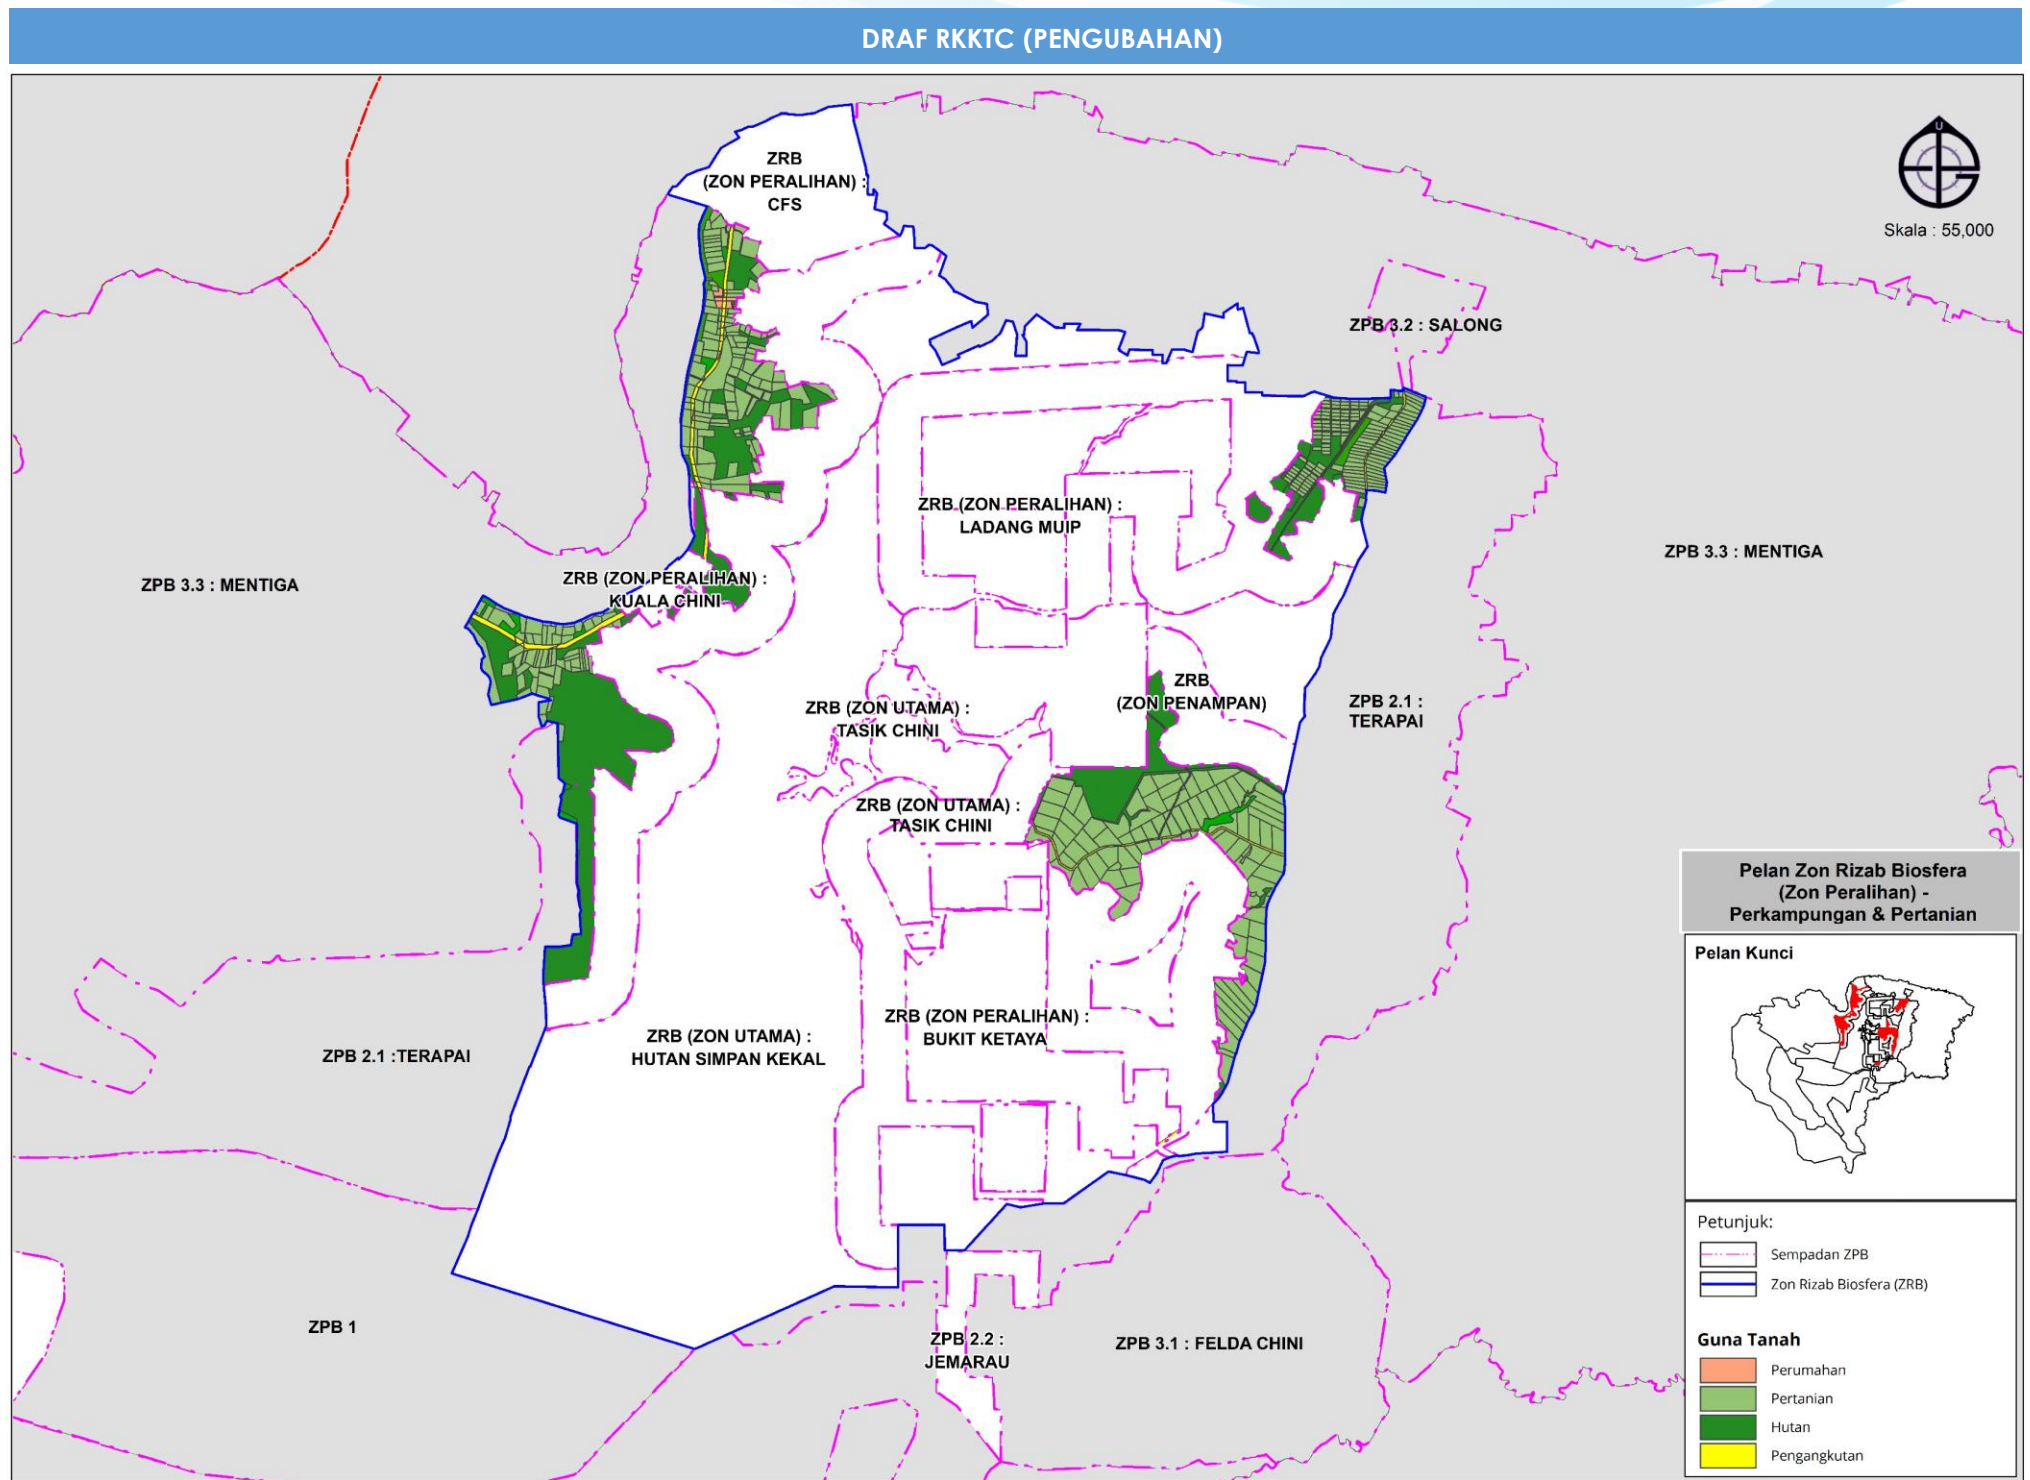 DRAF RKKTC (PENGUBAHAN)
U
Skala : 55,000
ZRB
(ZON PERALIHAN) :
CFS
ZPB 3.2 : SALONG
ZRB (ZON PERALIHAN) :
LADANG MUIP
ZPB 3.3 : MENTIGA
ZPB 3.3 : MENTIGA
ZRB (ZON PERALIHAN) :
KUALA CHINI
ZRB
(ZON PENAMPAN)
ZRB (ZON UTAMA) :
TASIK CHINI
ZPB 2.1 :
TERAPAI
ZRB (ZON UTAMA) :
TASIK CHINI
ZRB (ZON PERALIHAN) :
BUKIT KETAYA
ZRB (ZON UTAMA) :
HUTAN SIMPAN KEKAL
ZPB 2.1 :TERAPAI
ZPB 1
ZPB 2.2 :
JEMARAU
ZPB 3.1 : FELDA CHINI
Pelan Zon Rizab Biosfera
(Zon Peralihan) -
Perkampungan & Pertanian
Pelan Kunci
Petunjuk:
Sempadan ZPB
Zon Rizab Biosfera (ZRB)
Guna Tanah
Perumahan
Pertanian
Hutan
Pengangkutan